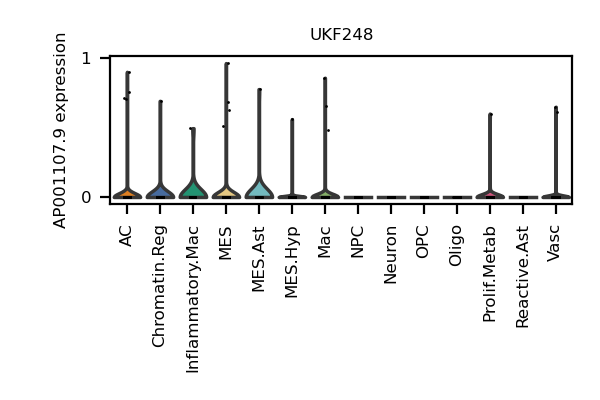 UKF248
AP001107.9 expression
1
0
AC
Chromatin.Reg
Inflammatory.Mac
MES
MES.Ast
MES.Hyp
Mac
NPC
Neuron
OPC
Oligo
Prolif.Metab
Reactive.Ast
Vasc